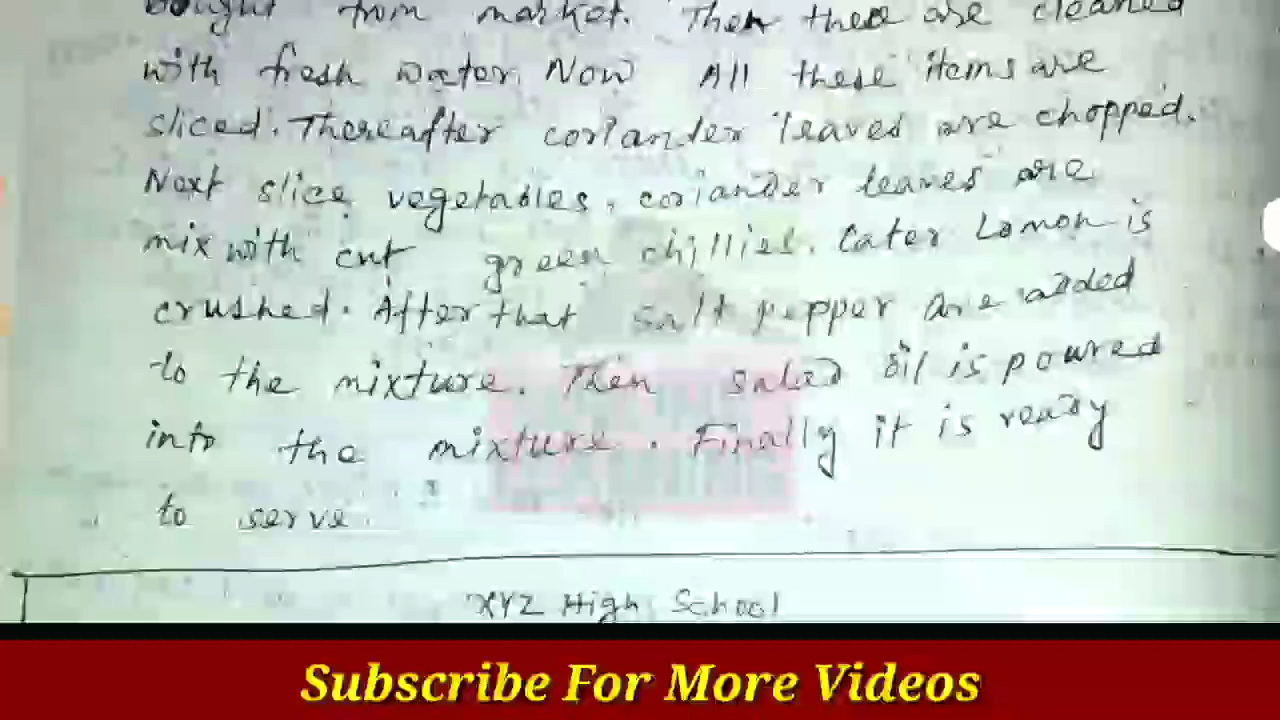 bought from market. Then these are cleaned
with fresh water. Now All these items are
sliced. Thereafter coriander leaves are chopped.
Next slice vegetables, coriander leaves are
mix with cut green chillies. Later Lemon is
crushed. After that salt pepper are added
to the mixture. Then salad oil is poured
into the mixture. Finally it is ready
to serve.
XYZ High School
Subscribe For More Videos